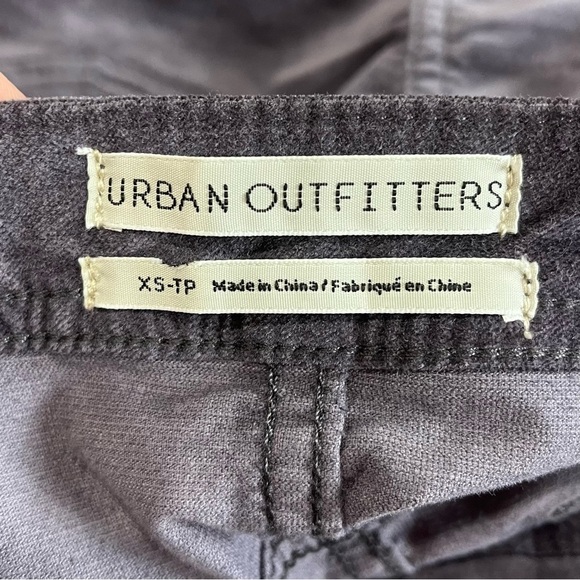 URBAN OUTFITTERS
XS-TP Made in China / Fabriqué en Chine